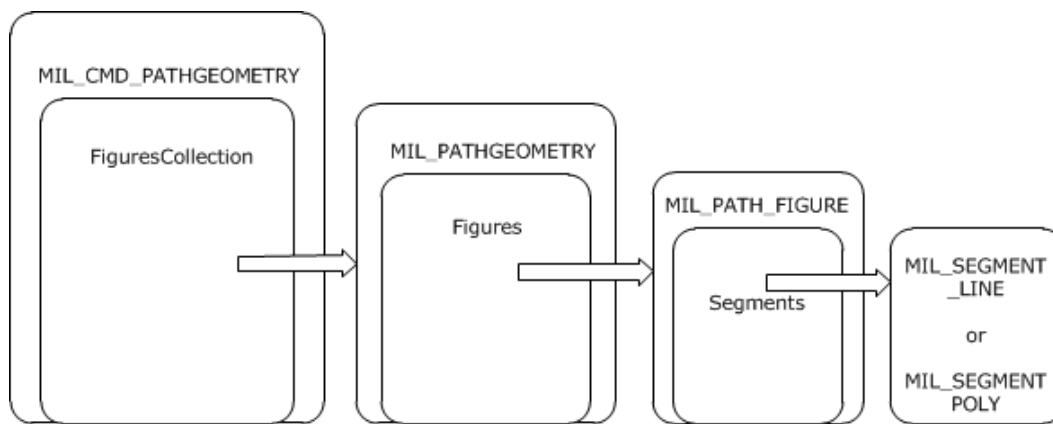 MIL_CMD_PATHGEOMETRY
FiguresCollection
MIL_PATHGEOMETRY
Figures
MIL_PATH_FIGURE
Segments
MIL_SEGMENT
_LINE
or
MIL_SEGMENT
POLY